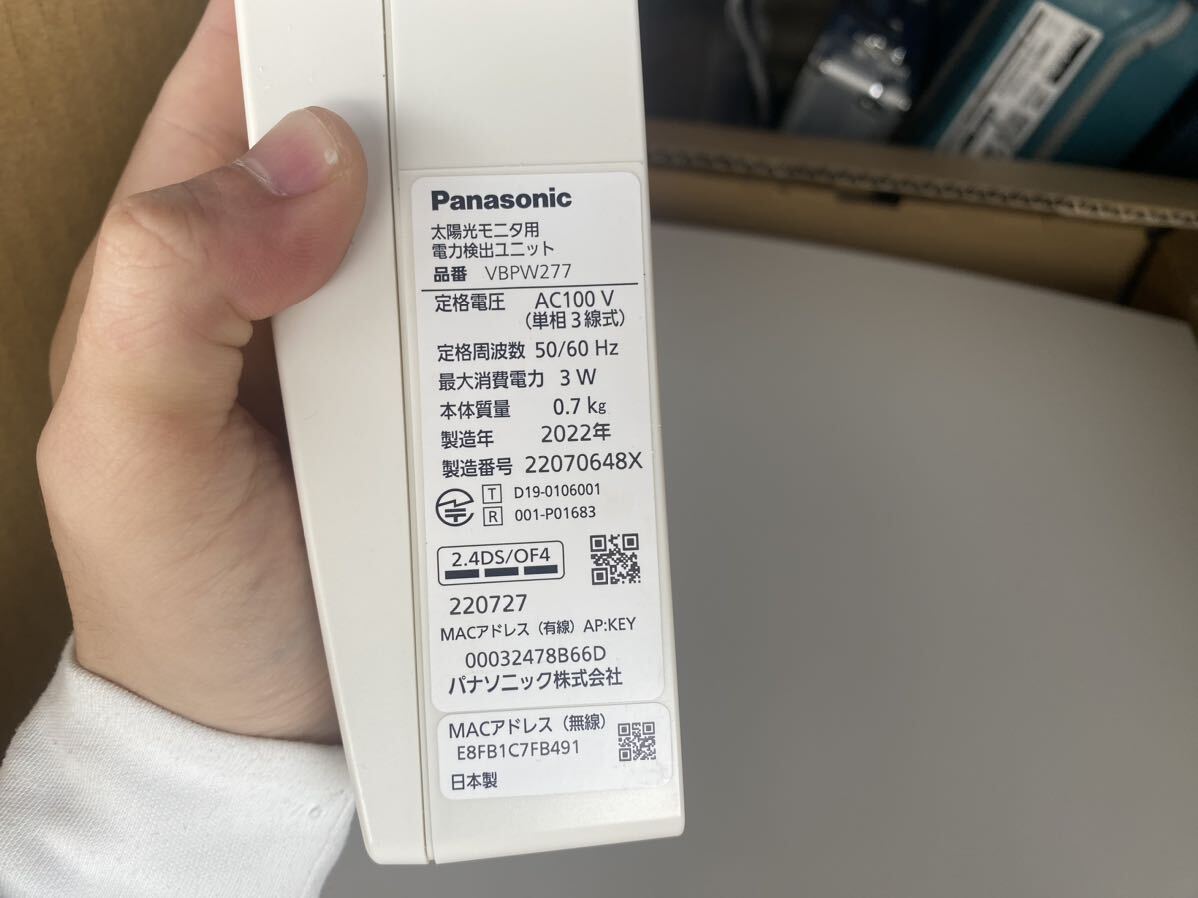 Panasonic
太陽光モニタ用
電力検出ユニット
品番 VBPW277
定格電圧 AC100 V
(単相3線式)
定格周波数 50/60 Hz
最大消費電力 3 W
本体質量 0.7 kg
製造年 2022年
製造番号 22070648X
T D19-0106001
R 001-P01683
2.4DS/OF4
220727
MACアドレス(有線) AP:KEY
00032478B66D
パナソニック株式会社
MACアドレス(無線)
E8FB1C7FB491
日本製